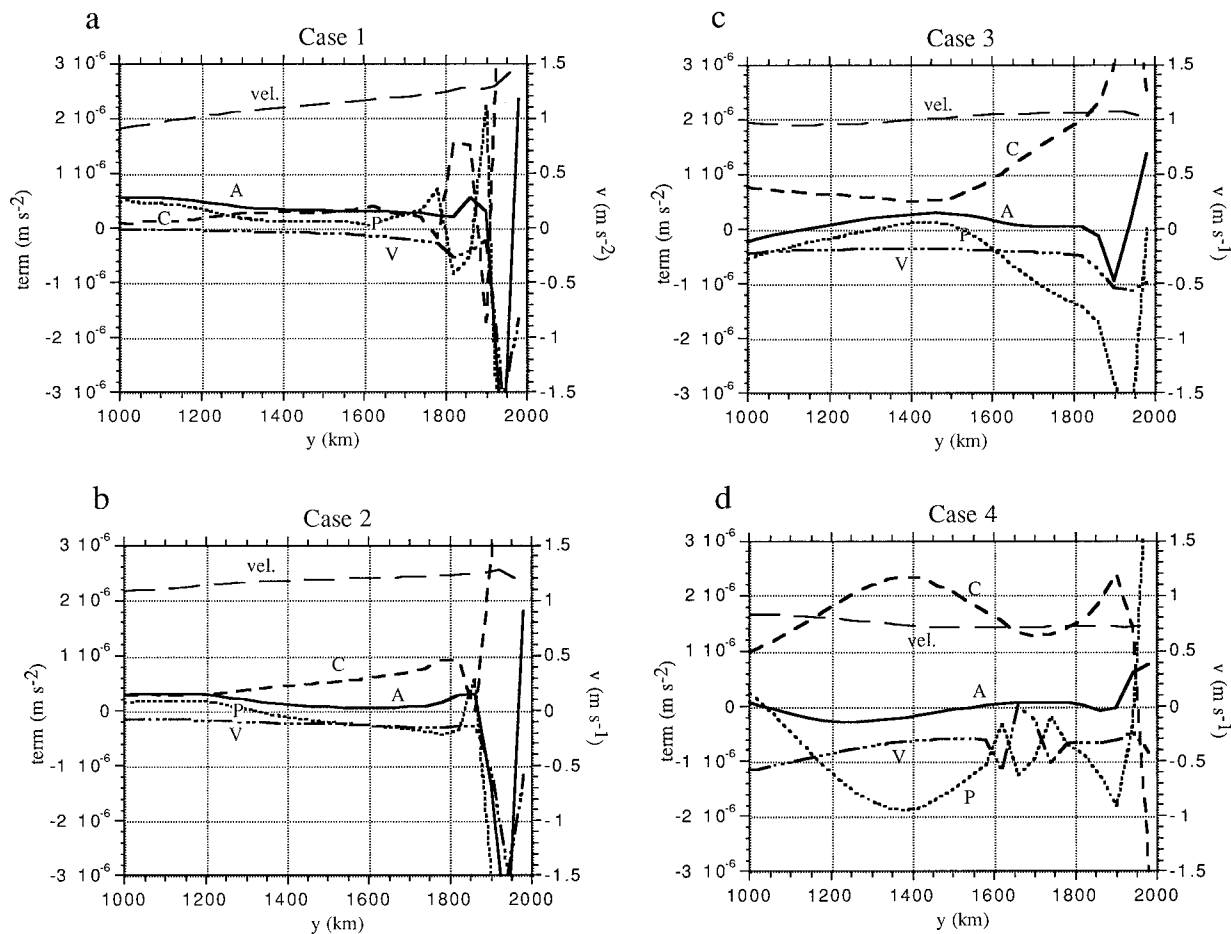 a
Case 1
3 10-6
2 10-6
1 10-6
0
-1 10-6
-2 10-6
-3 10-6
term (m s-2)
1.5
1
0.5
0
-0.5
-1
-1.5
v (m s-2)
vel.
A
C
P
V
1000 1200 1400 1600 1800 2000
y (km)
c
Case 3
3 10-6
2 10-6
1 10-6
0
-1 10-6
-2 10-6
-3 10-6
term (m s-2)
1.5
1
0.5
0
-0.5
-1
-1.5
v (m s-1)
vel.
C
A
P
V
1000 1200 1400 1600 1800 2000
y (km)
b
Case 2
3 10-6
2 10-6
1 10-6
0
-1 10-6
-2 10-6
-3 10-6
term (m s-2)
1.5
1
0.5
0
-0.5
-1
-1.5
v (m s-1)
vel.
C
A
P
V
1000 1200 1400 1600 1800 2000
y (km)
d
Case 4
3 10-6
2 10-6
1 10-6
0
-1 10-6
-2 10-6
-3 10-6
term (m s-2)
1.5
1
0.5
0
-0.5
-1
-1.5
v (m s-1)
C
vel.
A
V
P
1000 1200 1400 1600 1800 2000
y (km)